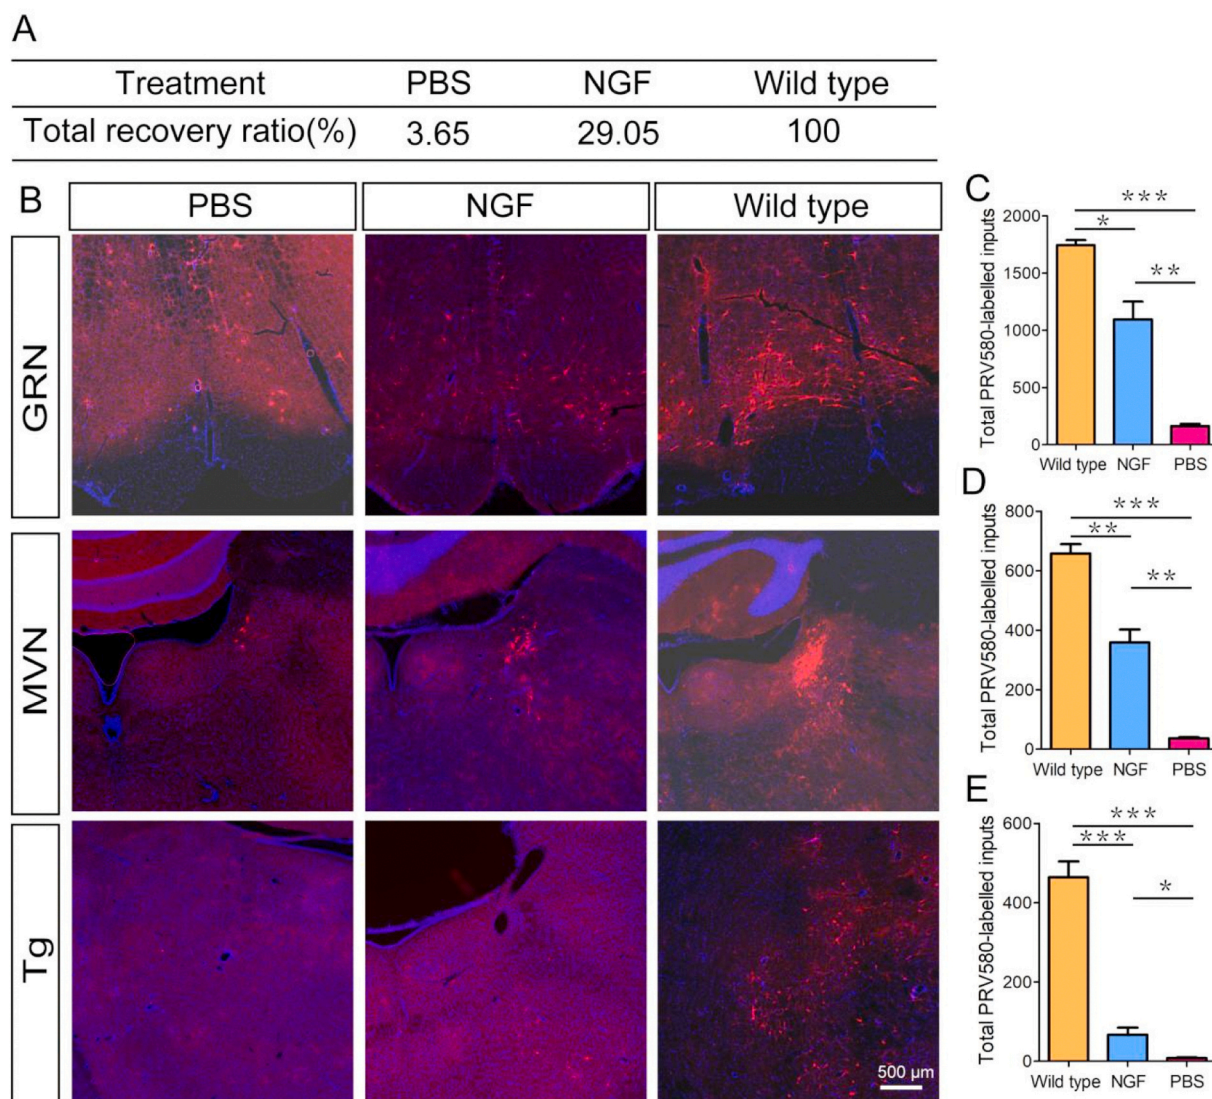 A
Treatment PBS NGF Wild type
Total recovery ratio(%) 3.65 29.05 100
B
PBS NGF Wild type
GRN
MVN
Tg
500 μm
C
Total PRV580-labelled inputs
2000
1500
1000
500
0
***
*
**
Wild type NGF PBS
D
Total PRV580-labelled inputs
800
600
400
200
0
***
**
**
Wild type NGF PBS
E
Total PRV580-labelled inputs
600
400
200
0
***
***
*
Wild type NGF PBS